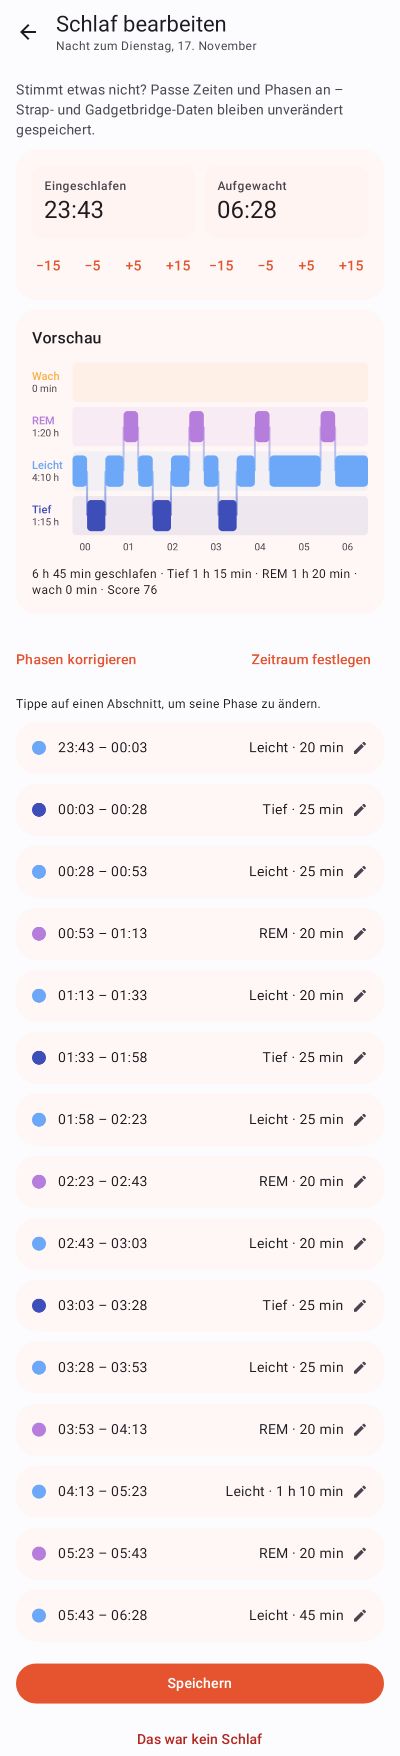 Schlaf bearbeiten
Nacht zum Dienstag, 17. November
Stimmt etwas nicht? Passe Zeiten und Phasen an –
Strap- und Gadgetbridge-Daten bleiben unverändert
gespeichert.
Eingeschlafen
23:43
Aufgewacht
06:28
−15 −5 +5 +15 −15 −5 +5 +15
Vorschau
Wach
0 min
REM
1:20 h
Leicht
4:10 h
Tief
1:15 h
00 01 02 03 04 05 06
6 h 45 min geschlafen · Tief 1 h 15 min · REM 1 h 20 min ·
wach 0 min · Score 76
Phasen korrigieren
Zeitraum festlegen
Tippe auf einen Abschnitt, um seine Phase zu ändern.
23:43 – 00:03 Leicht · 20 min
00:03 – 00:28 Tief · 25 min
00:28 – 00:53 Leicht · 25 min
00:53 – 01:13 REM · 20 min
01:13 – 01:33 Leicht · 20 min
01:33 – 01:58 Tief · 25 min
01:58 – 02:23 Leicht · 25 min
02:23 – 02:43 REM · 20 min
02:43 – 03:03 Leicht · 20 min
03:03 – 03:28 Tief · 25 min
03:28 – 03:53 Leicht · 25 min
03:53 – 04:13 REM · 20 min
04:13 – 05:23 Leicht · 1 h 10 min
05:23 – 05:43 REM · 20 min
05:43 – 06:28 Leicht · 45 min
Speichern
Das war kein Schlaf